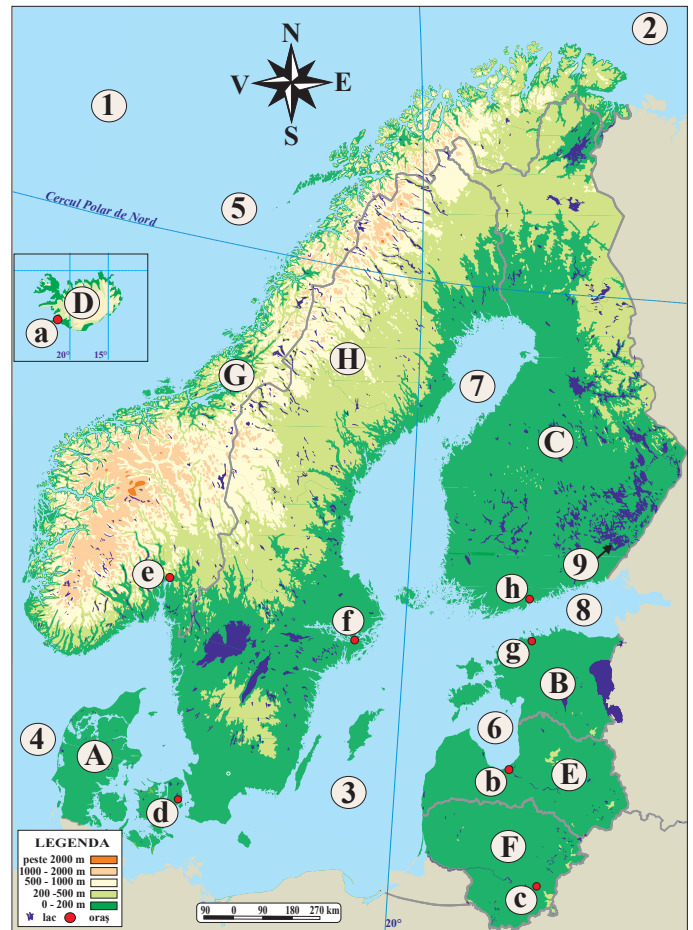 2
N
1
V E
S
5
Cercul Polar de Nord
D
a
20° 15°
H
G
7
C
e
9
h
8
f
g
B
4
6
A
b
E
3
d
F
c
LEGENDA
peste 2000 m
1000 - 2000 m
500 - 1000 m
200 -500 m
0 - 200 m
lac oraș
90 0 90 180 270 km
20°